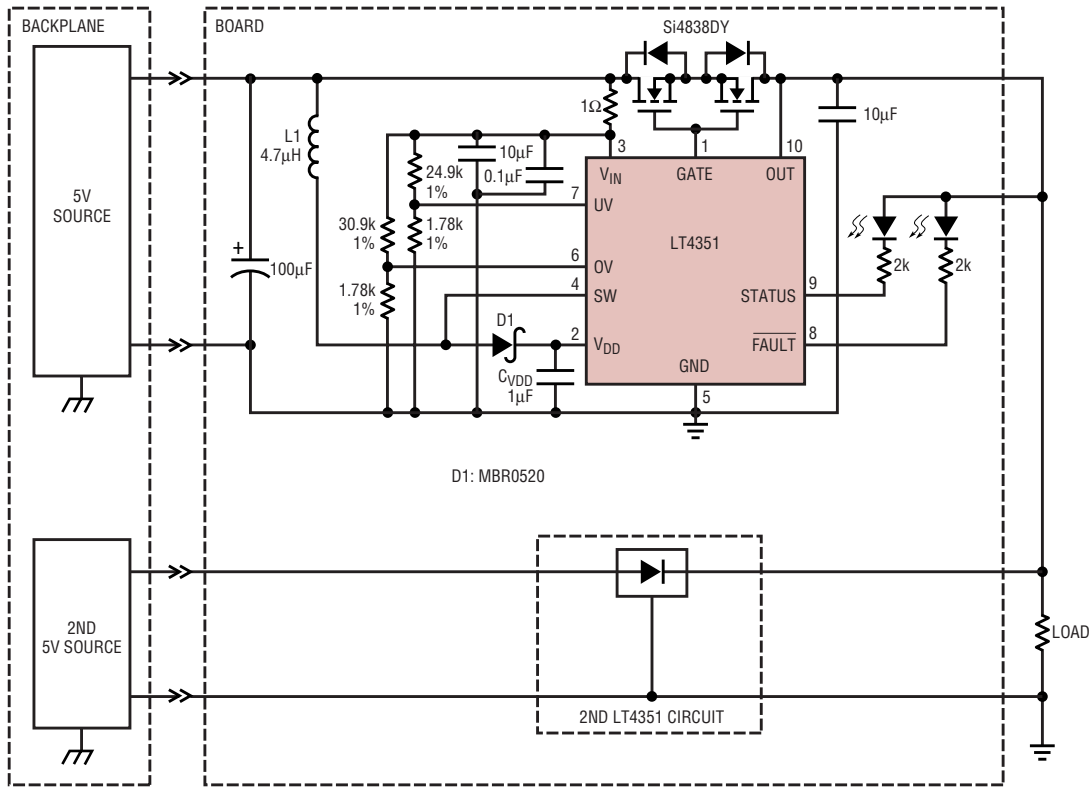 BACKPLANE
BOARD
Si4838DY
5V
SOURCE
L1
4.7µH
1Ω
10µF
0.1µF
24.9k
1%
30.9k
1%
1.78k
1%
1.78k
1%
+
100µF
D1
CVDD
1µF
3
1
10
VIN
GATE
OUT
7
UV
LT4351
6
OV
4
SW
2
VDD
STATUS
9
FAULT
8
GND
5
10µF
2k
2k
D1: MBR0520
2ND
5V SOURCE
2ND LT4351 CIRCUIT
LOAD